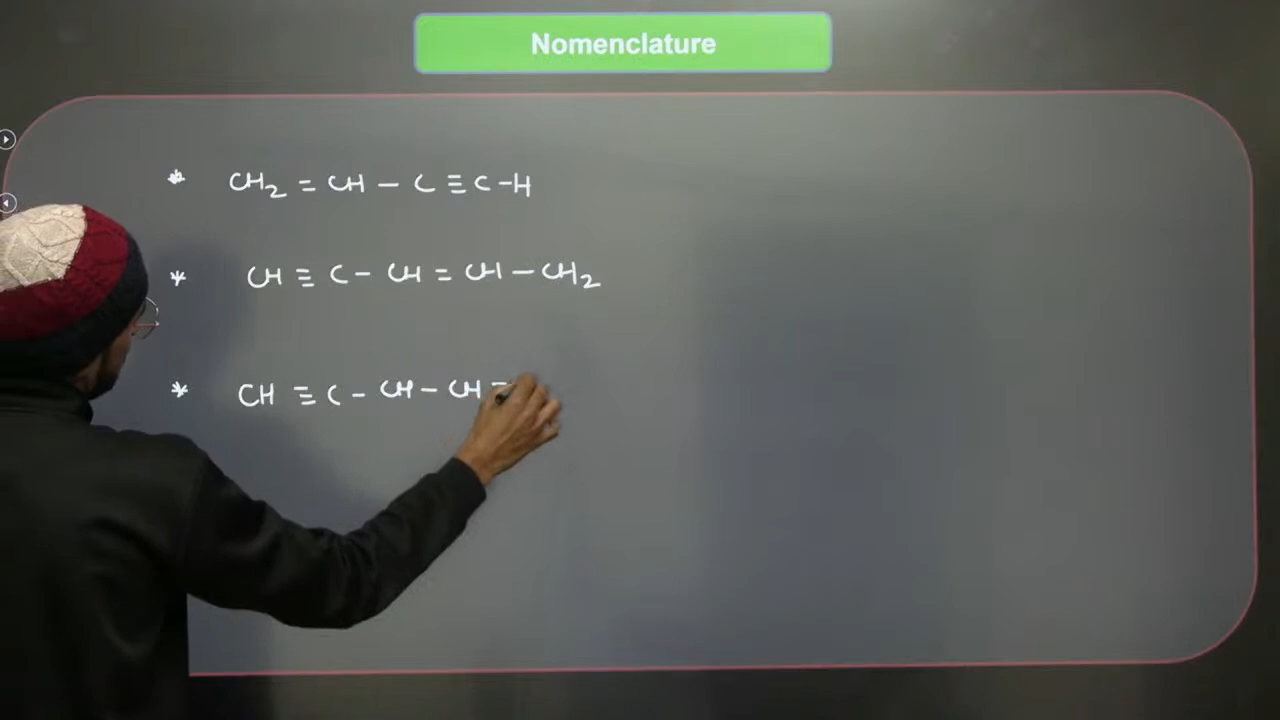 Nomenclature
* CH₂ = CH - C ≡ C - H
* CH ≡ C - CH = CH - CH₂
* CH ≡ C - CH - CH =